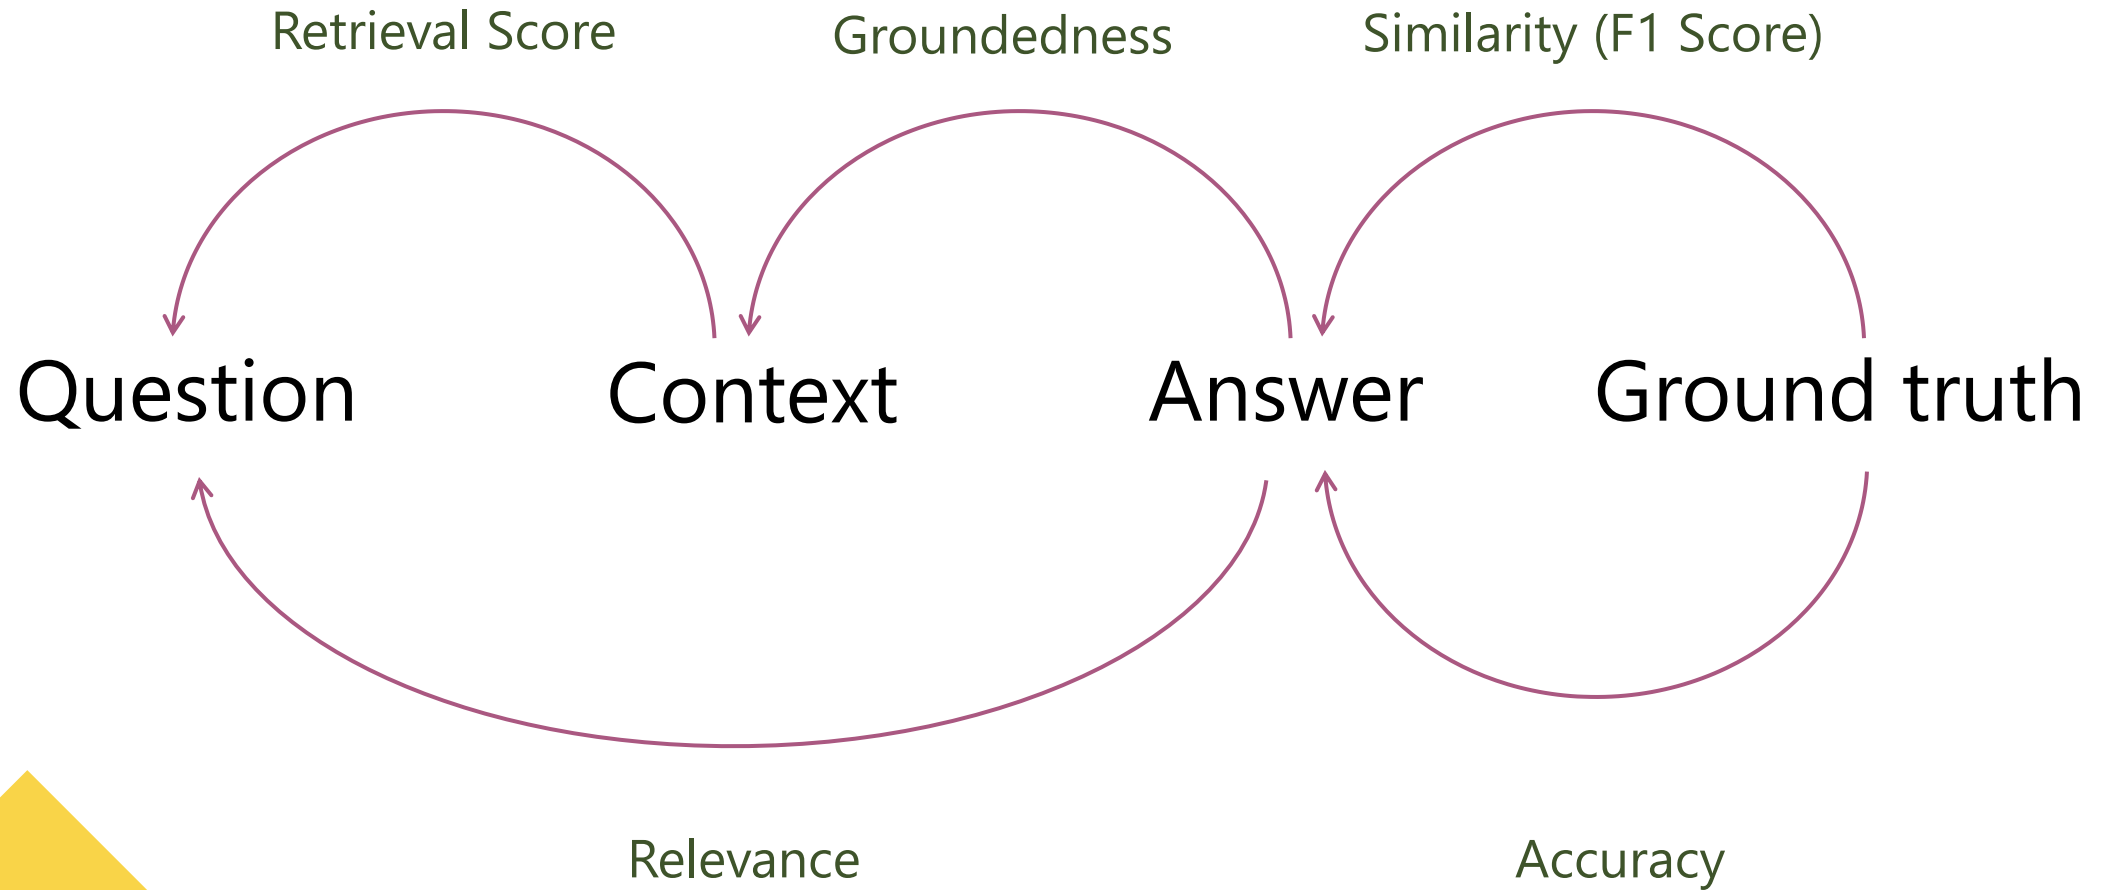 Retrieval Score
Groundedness
Similarity (F1 Score)
Question
Context
Answer
Ground truth
Relevance
Accuracy